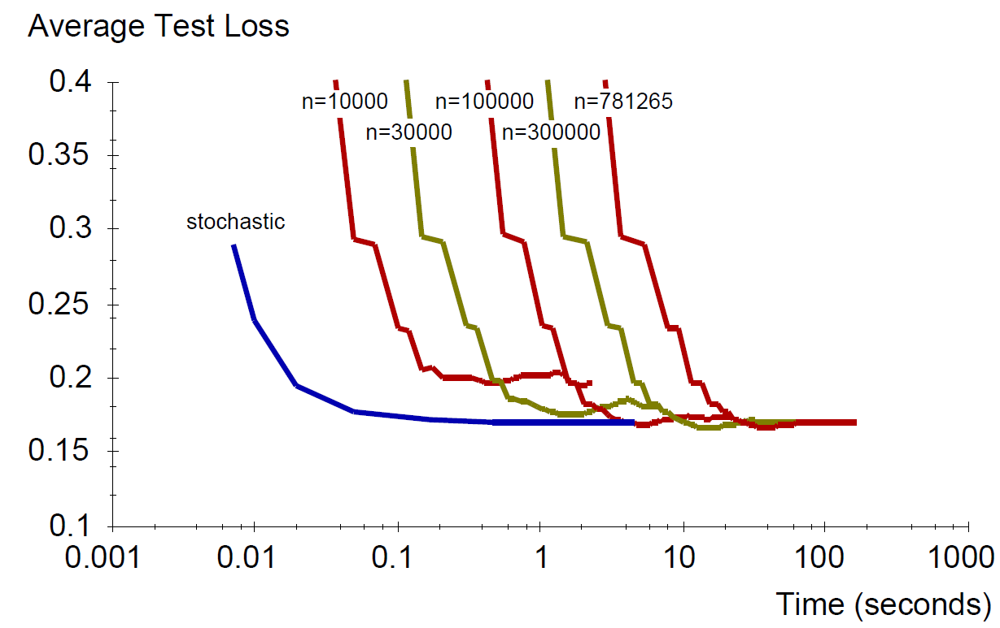 Average Test Loss
0.4
n=10000
n=100000
n=781265
n=30000
n=300000
0.35
stochastic
0.3
0.25
0.2
0.15
0.1
0.001
0.01
0.1
1
10
100
1000
Time (seconds)